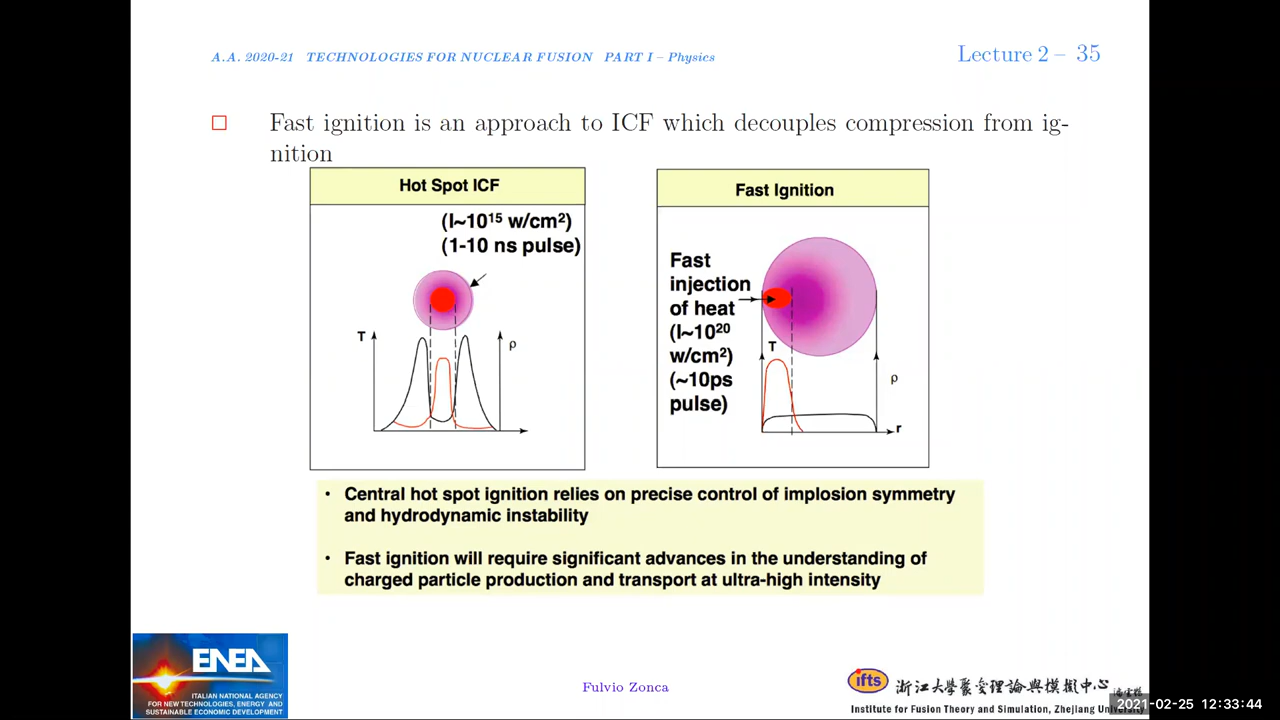 A.A. 2020-21 TECHNOLOGIES FOR NUCLEAR FUSION PART I – Physics
Lecture 2 – 35
Fast ignition is an approach to ICF which decouples compression from ig-
nition
Hot Spot ICF
(I~10¹⁵ w/cm²)
(1-10 ns pulse)
T
ρ
Fast Ignition
Fast
injection
of heat
(I~10²⁰
w/cm²)
(~10ps
pulse)
T
ρ
r
• Central hot spot ignition relies on precise control of implosion symmetry
and hydrodynamic instability
• Fast ignition will require significant advances in the understanding of
charged particle production and transport at ultra-high intensity
ENEA
ITALIAN NATIONAL AGENCY
FOR NEW TECHNOLOGIES, ENERGY AND
SUSTAINABLE ECONOMIC DEVELOPMENT
Fulvio Zonca
ifts
浙江大學聚变理論與模擬中心
Institute for Fusion Theory and Simulation, Zhejiang University
2021-02-25 12:33:44